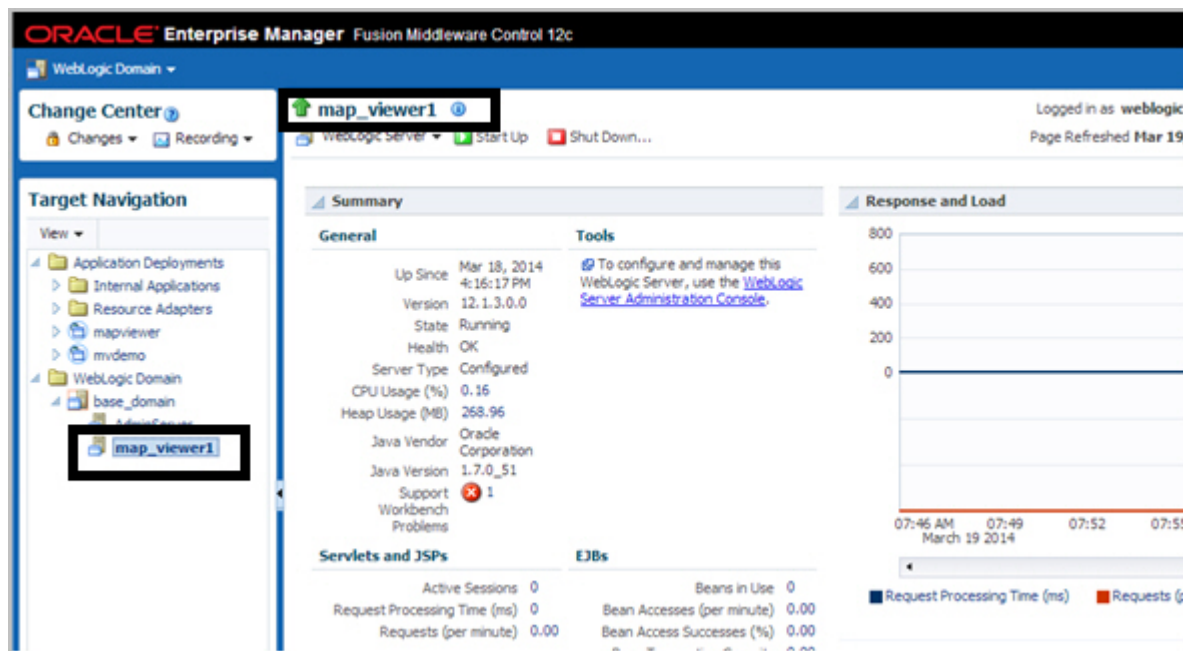 ORACLE Enterprise Manager Fusion Middleware Control 12c
WebLogic Domain
Change Center
Changes
Recording
map_viewer1
WebLogic Server
Start Up
Shut Down...
Logged in as weblogic
Page Refreshed Mar 19
Target Navigation
View
Application Deployments
Internal Applications
Resource Adapters
mapviewer
mvdemo
WebLogic Domain
base_domain
AdminServer
map_viewer1
Summary
General
Up Since Mar 18, 2014 4:16:17 PM
Version 12.1.3.0.0
State Running
Health OK
Server Type Configured
CPU Usage (%) 0.16
Heap Usage (MB) 268.96
Java Vendor Oracle Corporation
Java Version 1.7.0_51
Support Workbench Problems 1
Tools
To configure and manage this
WebLogic Server, use the WebLogic
Server Administration Console.
Servlets and JSPs
Active Sessions 0
Request Processing Time (ms) 0
Requests (per minute) 0.00
EJBs
Beans in Use 0
Bean Accesses (per minute) 0.00
Bean Access Successes (%) 0.00
Response and Load
800
600
400
200
0
07:46 AM 07:49 07:52 07:55
March 19 2014
Request Processing Time (ms) Requests (